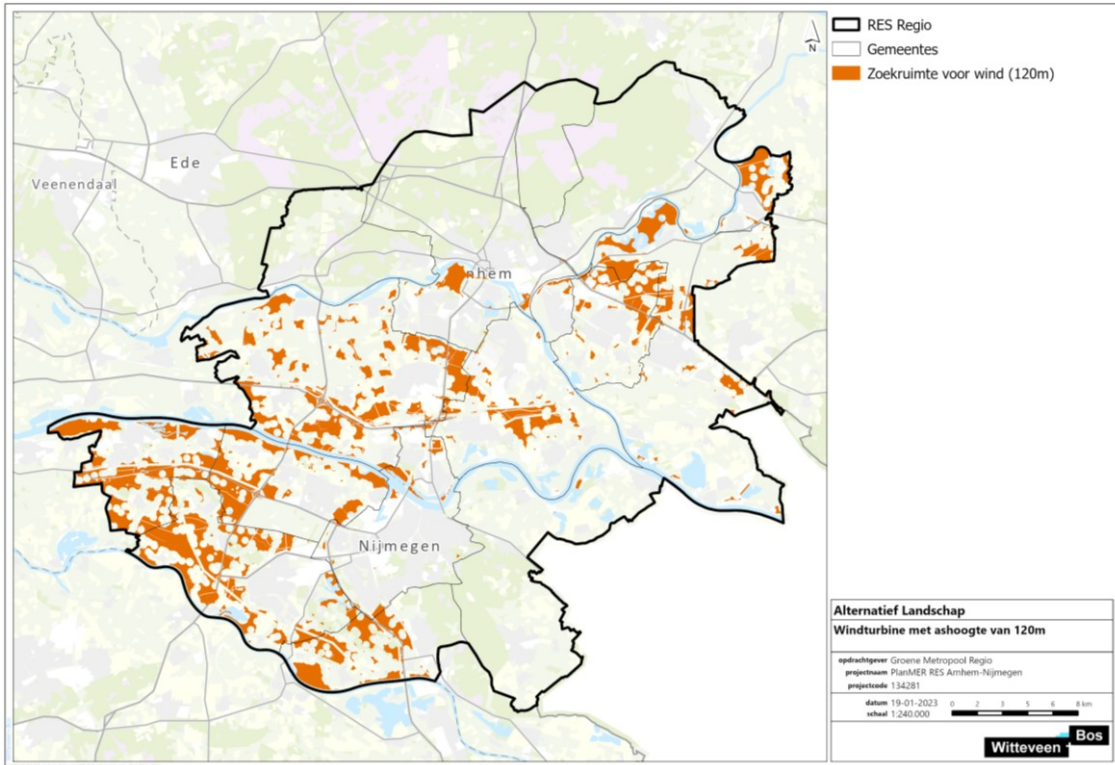 N
RES Regio
Gemeentes
Zoekruimte voor wind (120m)
Ede
Veenendaal
nhem
Nijmegen
Alternatief Landschap
Windturbine met ashoogte van 120m
opdrachtgever Groene Metropool Regio
projectnaam PlanMER RES Arnhem-Nijmegen
projectcode 134281
datum 19-01-2023
schaal 1:240.000
0 2 3 5 6 8 km
Witteveen + Bos